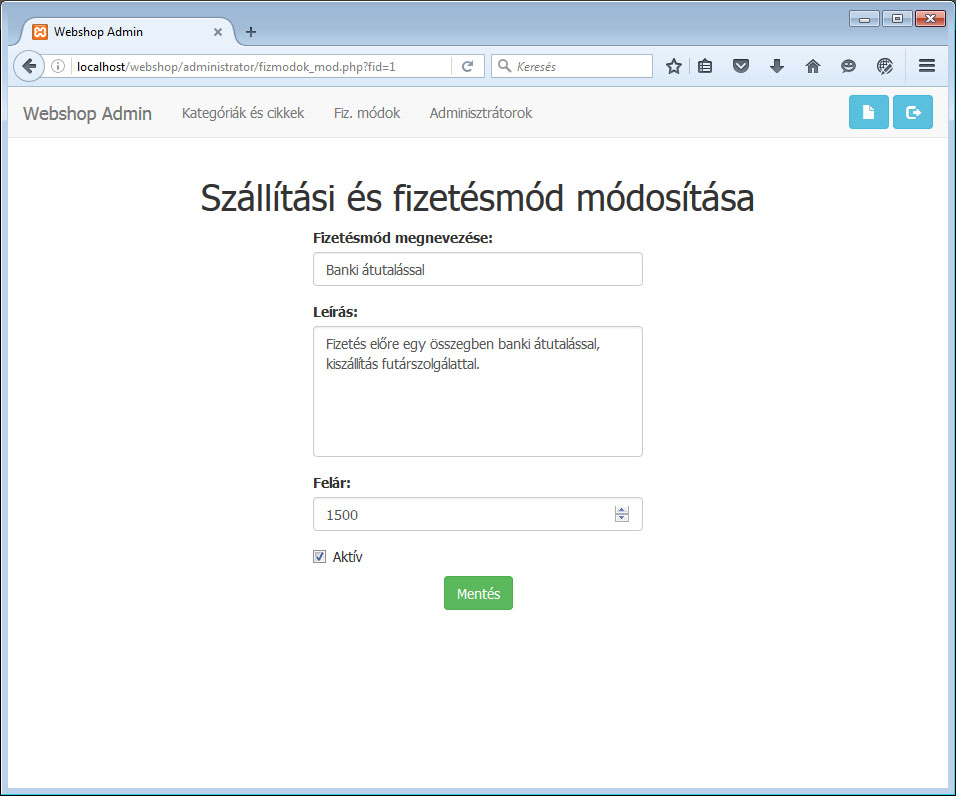 Webshop Admin
localhost/webshop/administrator/fizmodok_mod.php?fid=1
Keresés
Webshop Admin Kategóriák és cikkek Fiz. módok Adminisztrátorok
Szállítási és fizetésmód módosítása
Fizetésmód megnevezése:
Banki átutalással
Leírás:
Fizetés előre egy összegben banki átutalással,
kiszállítás futárszolgálattal.
Felár:
1500
Aktív
Mentés